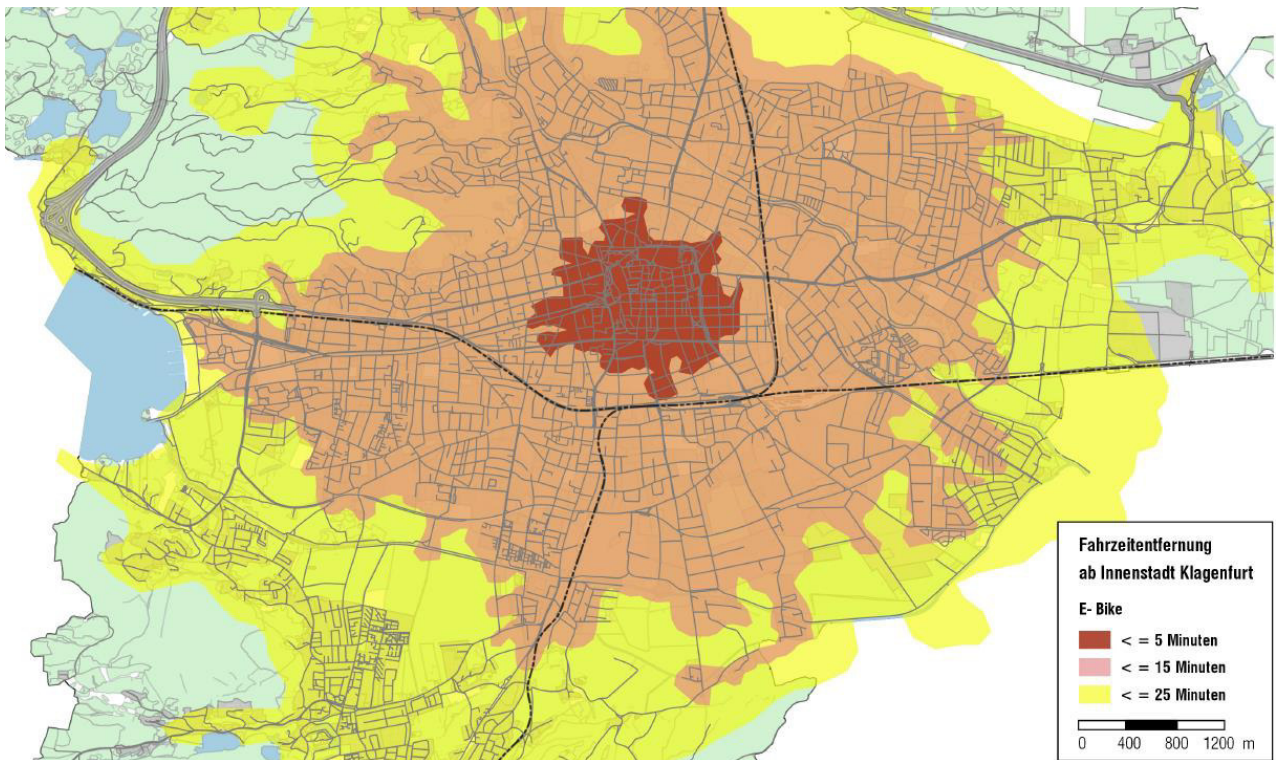 Fahrzeitentfernung
ab Innenstadt Klagenfurt
E- Bike
< = 5 Minuten
< = 15 Minuten
< = 25 Minuten
0 400 800 1200 m